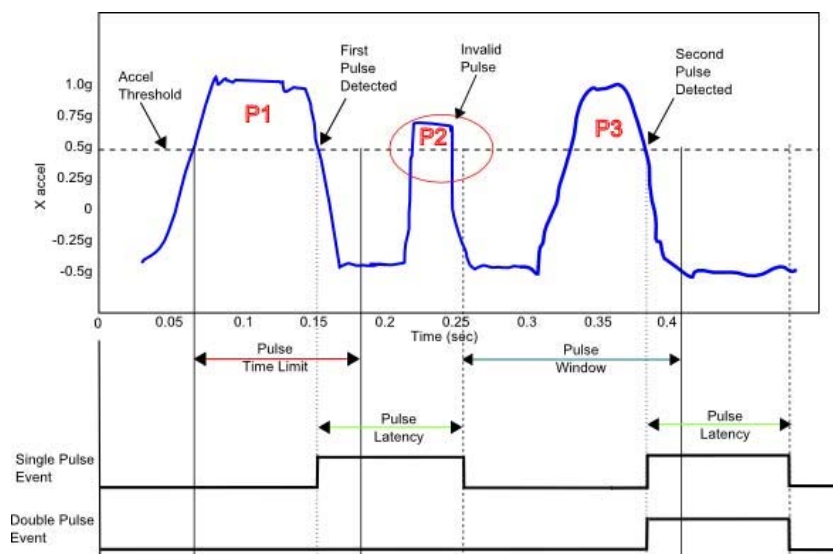 Accel
Threshold
First
Pulse
Detected
Invalid
Pulse
Second
Pulse
Detected
P1
P2
P3
1.0g
0.75g
0.5g
0.25g
0
-0.25g
-0.5g
X accel
0
0.05
0.1
0.15
0.2
0.25
0.3
0.35
0.4
Time (sec)
Pulse
Time Limit
Pulse
Window
Pulse
Latency
Pulse
Latency
Single Pulse
Event
Double Pulse
Event